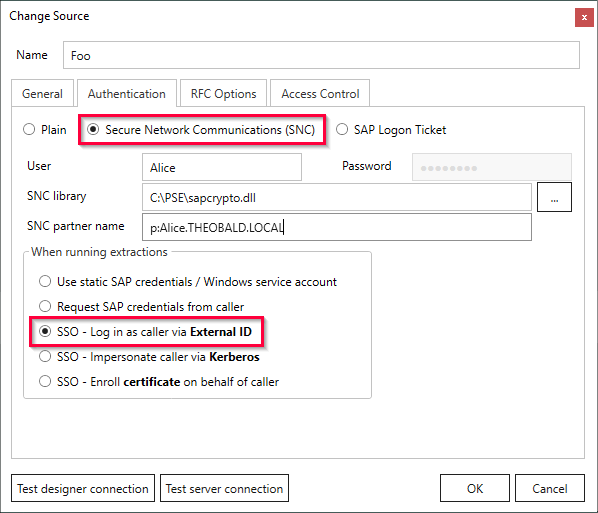 Change Source
x
Name Foo
General Authentication RFC Options Access Control
Plain Secure Network Communications (SNC) SAP Logon Ticket
User Alice Password ••••••••
SNC library C:\PSE\sapcrypto.dll ...
SNC partner name p:Alice.THEOBALD.LOCAL
When running extractions
Use static SAP credentials / Windows service account
Request SAP credentials from caller
SSO - Log in as caller via External ID
SSO - Impersonate caller via Kerberos
SSO - Enroll certificate on behalf of caller
Test designer connection Test server connection OK Cancel